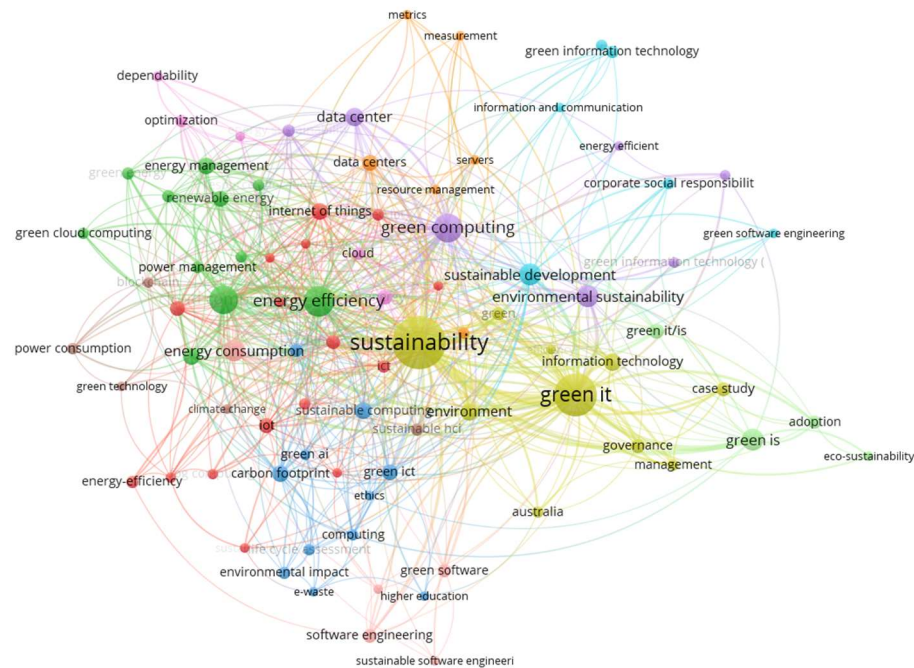 metrics
measurement
green information technology
dependability
information and communication
optimization
data center
energy efficient
data centers
servers
energy management
green energy
corporate social responsibilit
resource management
renewable energy
internet of things
green computing
green cloud computing
green software engineering
cloud
green information technology (
power management
sustainable development
blockchain
environmental sustainability
energy efficiency
green
green it/is
sustainability
power consumption
energy consumption
information technology
ict
green technology
case study
green it
climate change
sustainable computing
environment
adoption
iot
sustainable hci
green is
governance
eco-sustainability
green ai
management
carbon footprint
green ict
energy-efficiency
ethics
australia
computing
life cycle assessment
environmental impact
green software
e-waste
higher education
software engineering
sustainable software engineeri